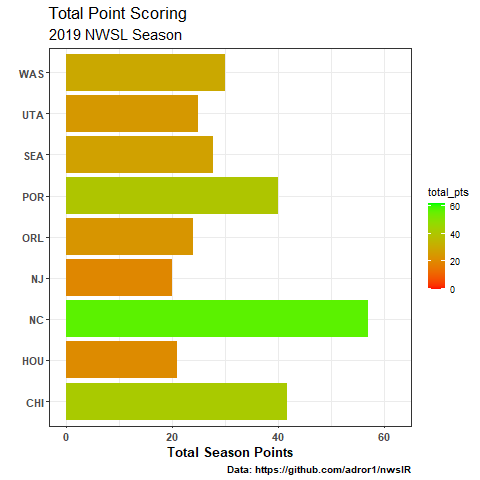 Total Point Scoring
2019 NWSL Season
WAS
UTA
SEA
POR
ORL
NJ
NC
HOU
CHI
0 20 40 60
Total Season Points
total_pts
60
40
20
0
Data: https://github.com/adror1/nwslR